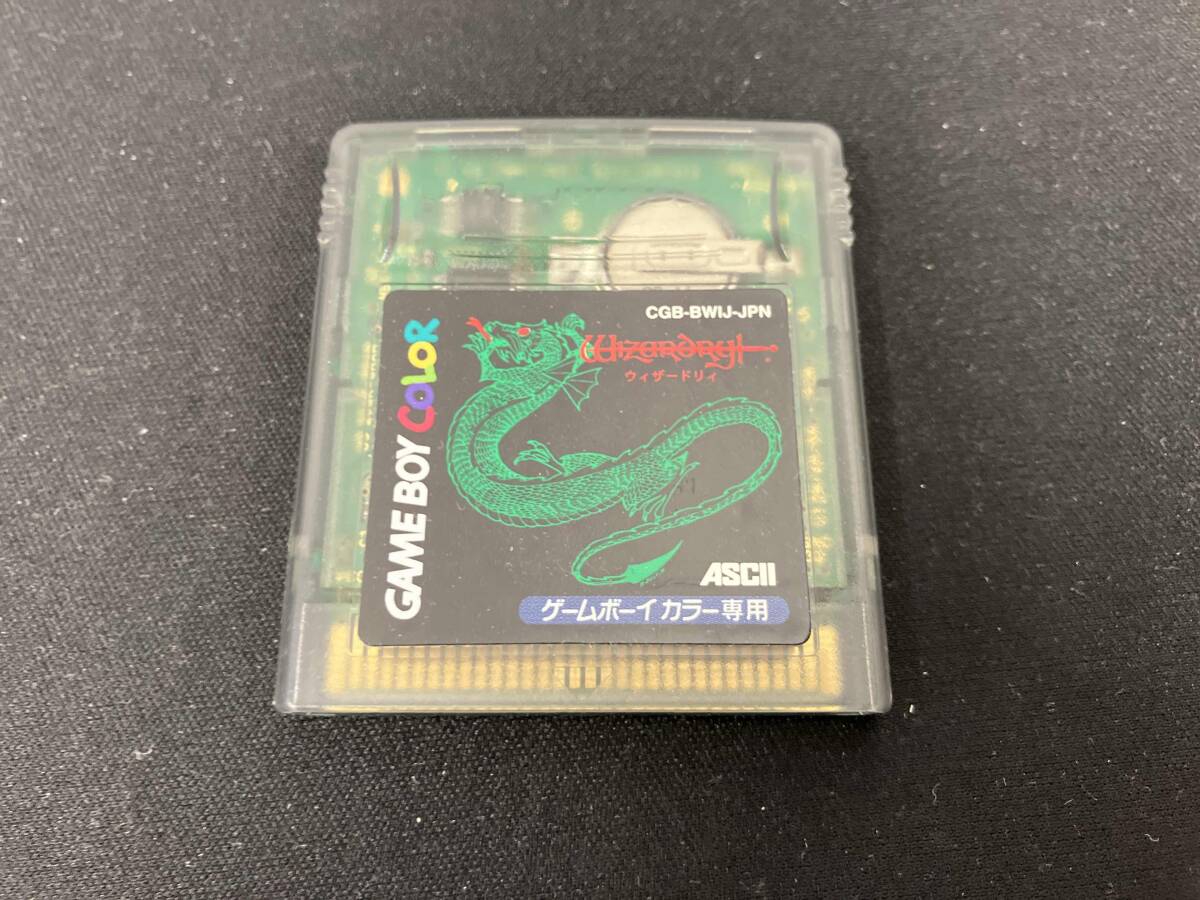 CGB-BWIJ-JPN
Wizardry
ウィザードリィ
GAME BOY COLOR
ASCII
ゲームボーイカラー専用